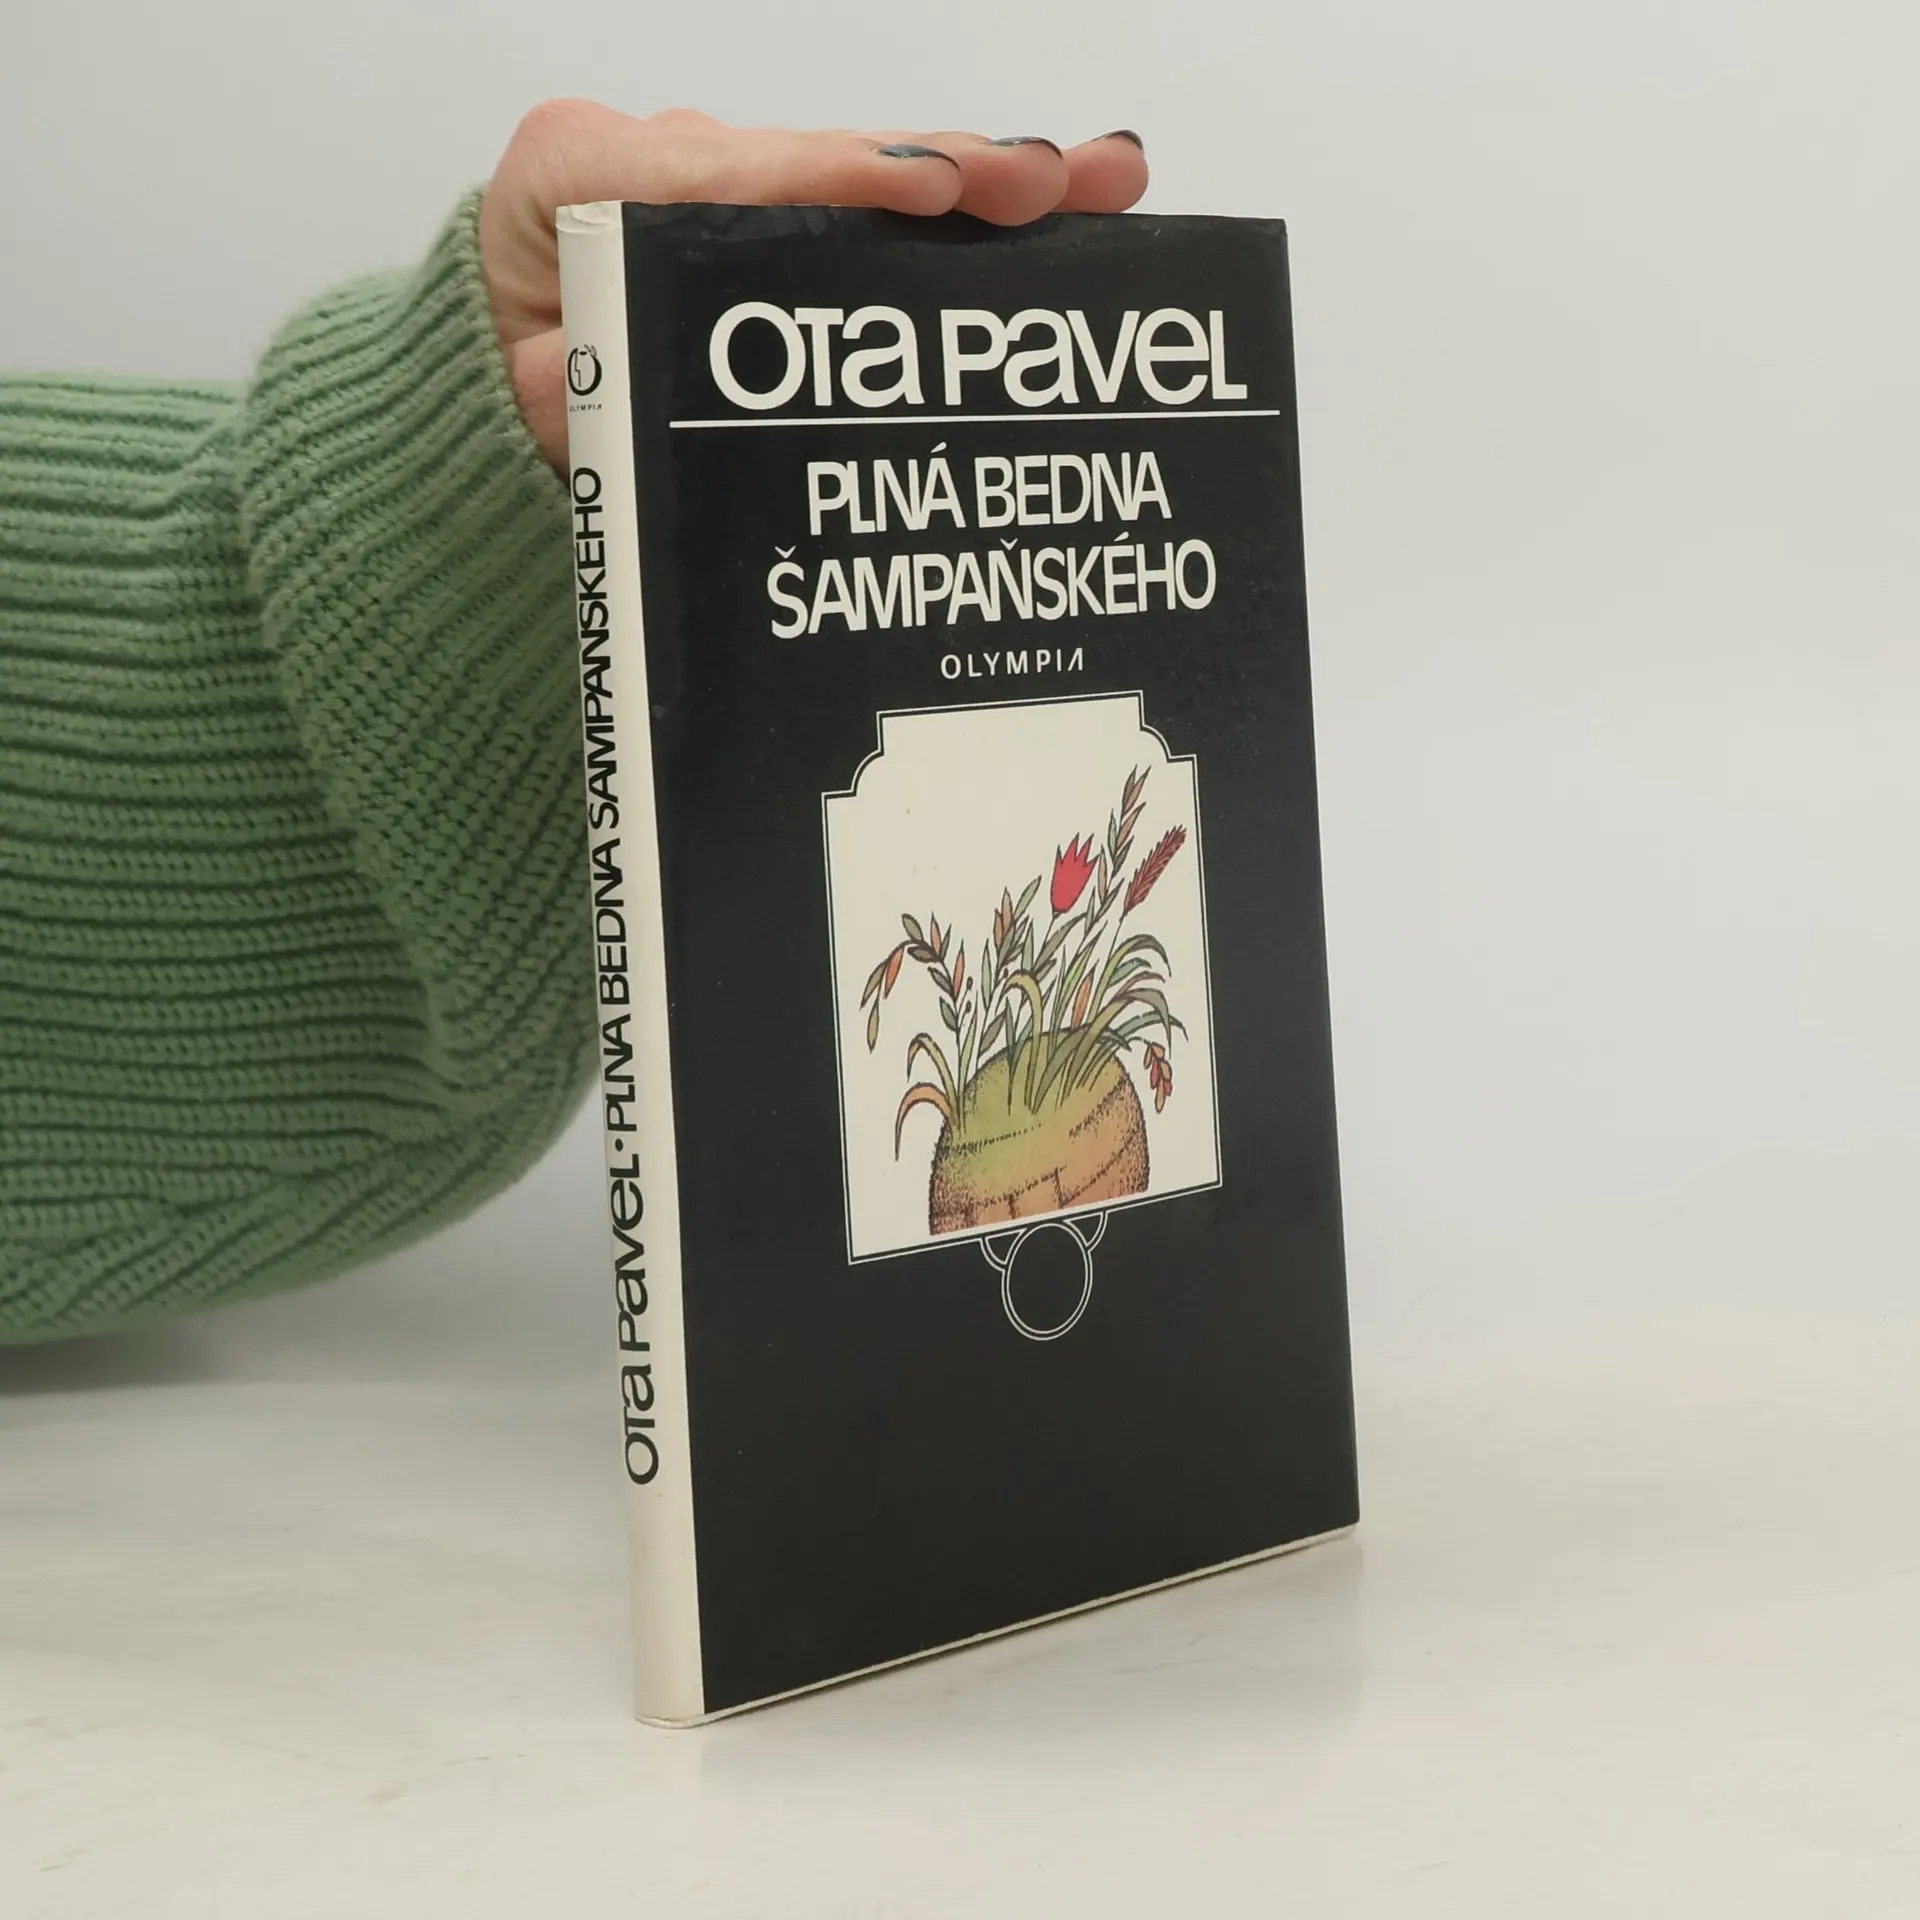 OTA PAVEL
PLNÁ BEDNA
ŠAMPAŇSKÉHO
OLYMPIA
OTA PAVEL · PLNÁ BEDNA ŠAMPAŇSKÉHO
OLYMPIA